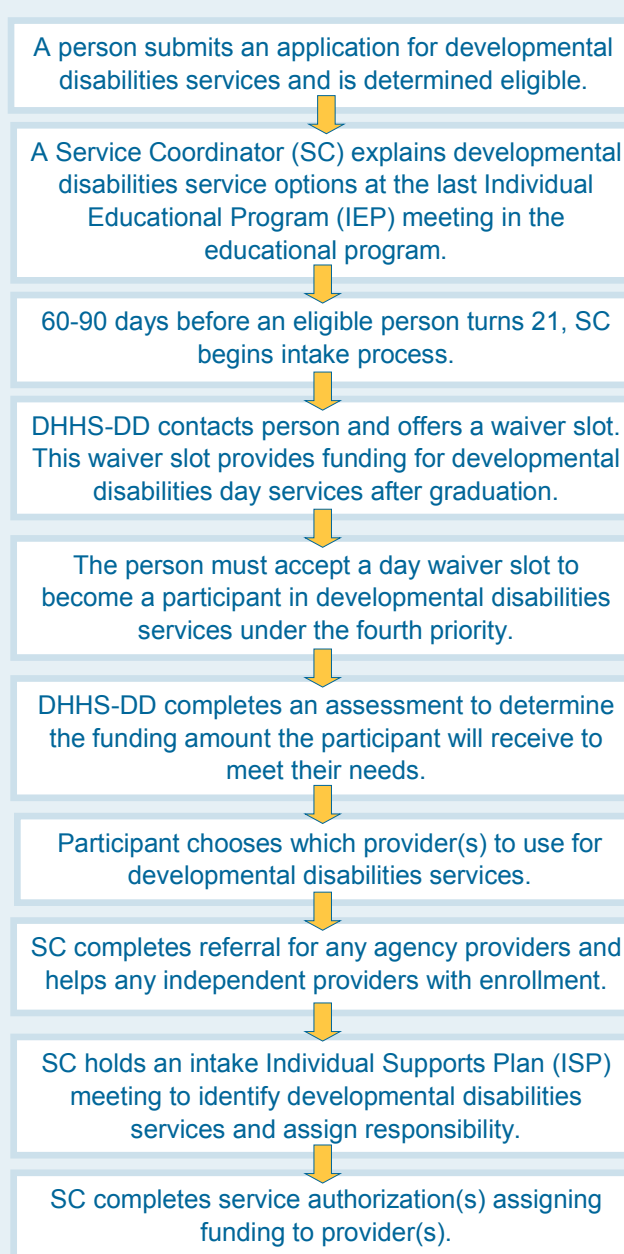 A person submits an application for developmental
disabilities services and is determined eligible.
A Service Coordinator (SC) explains developmental
disabilities service options at the last Individual
Educational Program (IEP) meeting in the
educational program.
60-90 days before an eligible person turns 21, SC
begins intake process.
DHHS-DD contacts person and offers a waiver slot.
This waiver slot provides funding for developmental
disabilities day services after graduation.
The person must accept a day waiver slot to
become a participant in developmental disabilities
services under the fourth priority.
DHHS-DD completes an assessment to determine
the funding amount the participant will receive to
meet their needs.
Participant chooses which provider(s) to use for
developmental disabilities services.
SC completes referral for any agency providers and
helps any independent providers with enrollment.
SC holds an intake Individual Supports Plan (ISP)
meeting to identify developmental disabilities
services and assign responsibility.
SC completes service authorization(s) assigning
funding to provider(s).